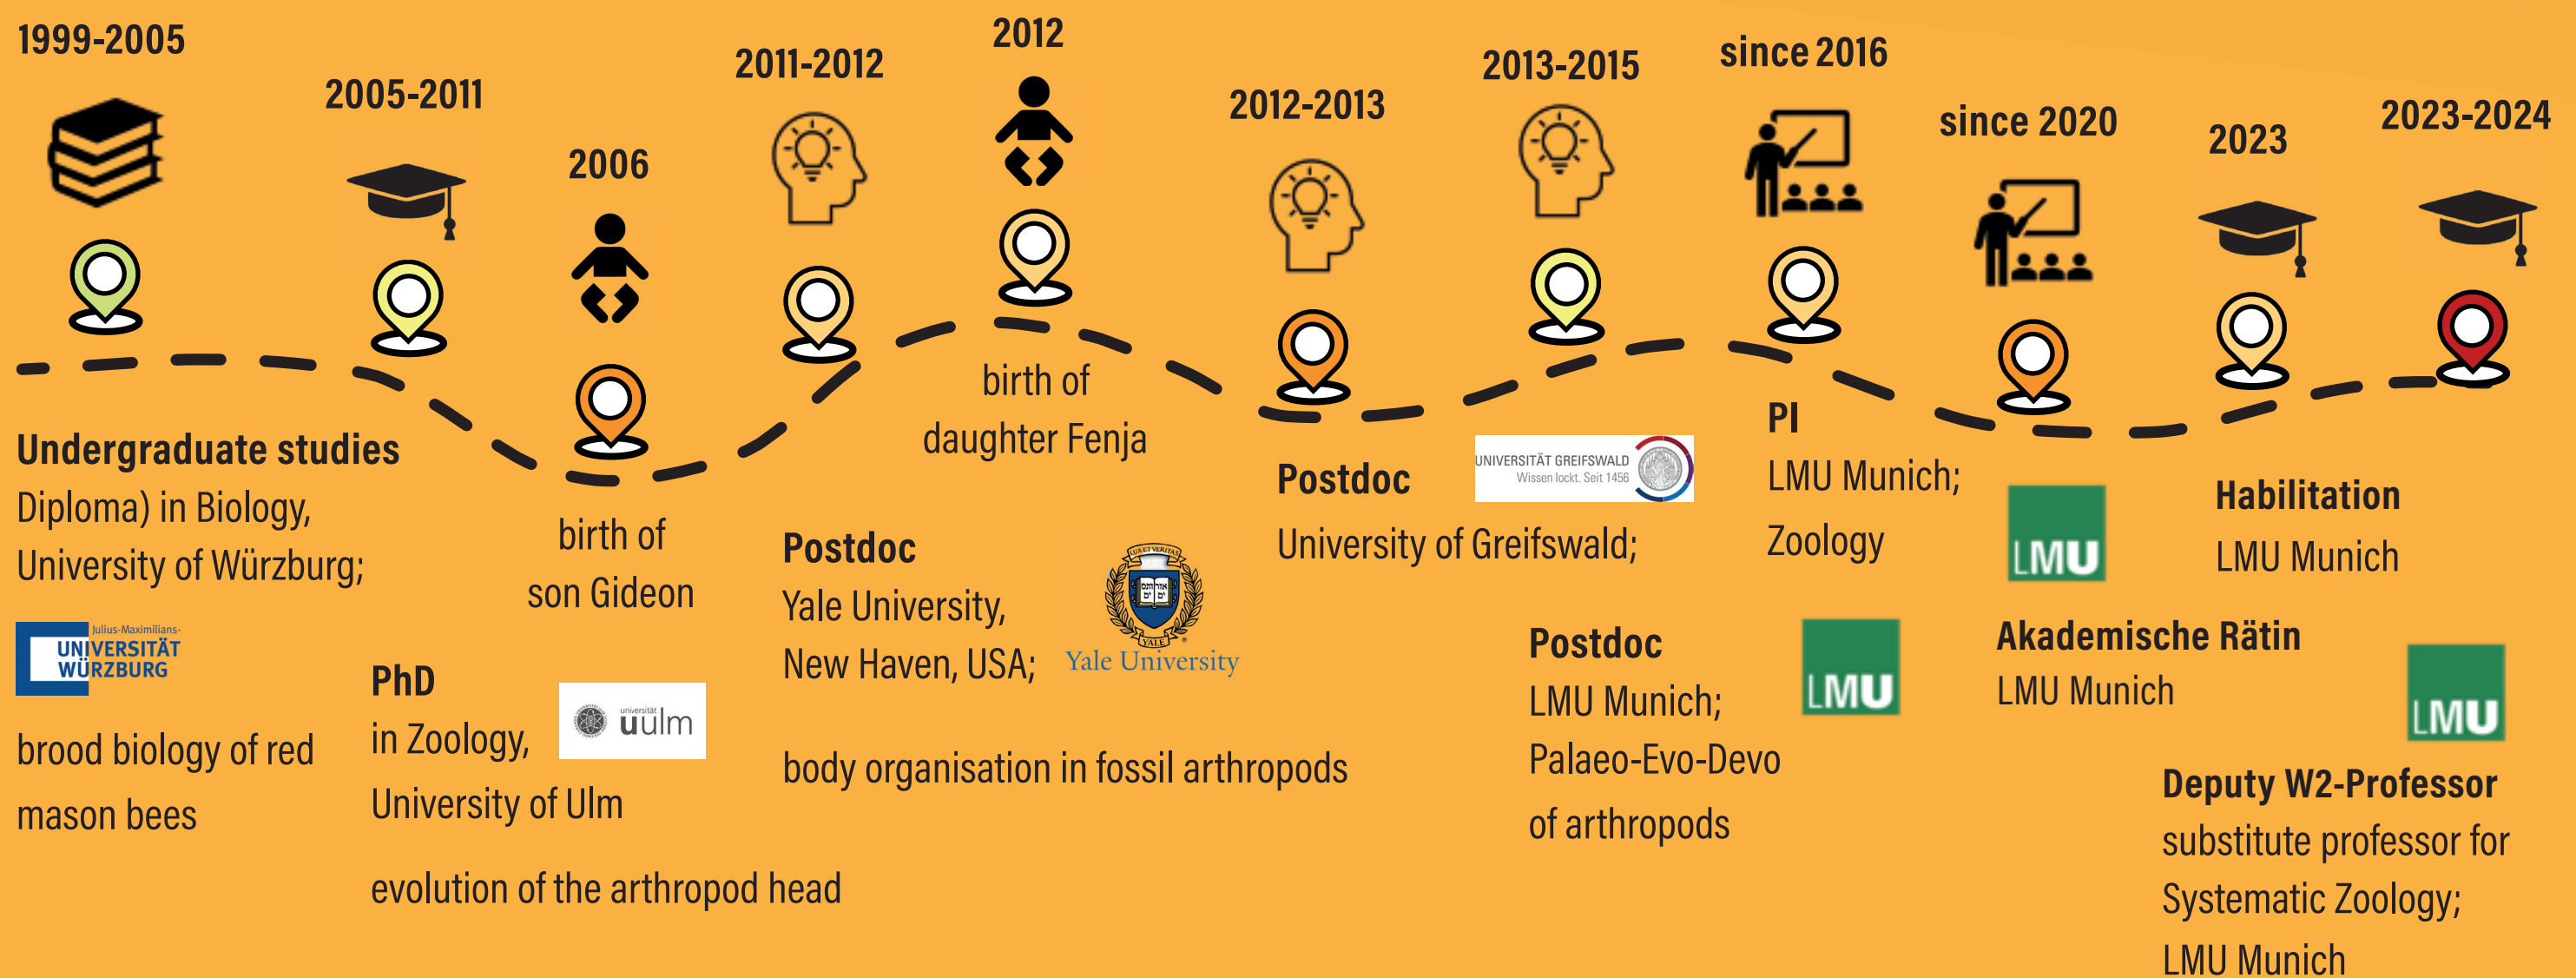 1999-2005
Undergraduate studies
Diploma) in Biology,
University of Würzburg;
Julius-Maximilians-
UNIVERSITÄT
WÜRZBURG
brood biology of red
mason bees
2005-2011
PhD
in Zoology,
universität
uulm
University of Ulm
evolution of the arthropod head
2006
birth of
son Gideon
2011-2012
Postdoc
Yale University,
New Haven, USA;
LUX ET VERITAS
YALE
Yale University
body organisation in fossil arthropods
2012
birth of
daughter Fenja
2012-2013
Postdoc
UNIVERSITÄT GREIFSWALD
Wissen lockt. Seit 1456
University of Greifswald;
2013-2015
Postdoc
LMU Munich;
Palaeo-Evo-Devo
of arthropods
LMU
since 2016
PI
LMU Munich;
Zoology
LMU
since 2020
Akademische Rätin
LMU Munich
2023
Habilitation
LMU Munich
LMU
2023-2024
Deputy W2-Professor
substitute professor for
Systematic Zoology;
LMU Munich